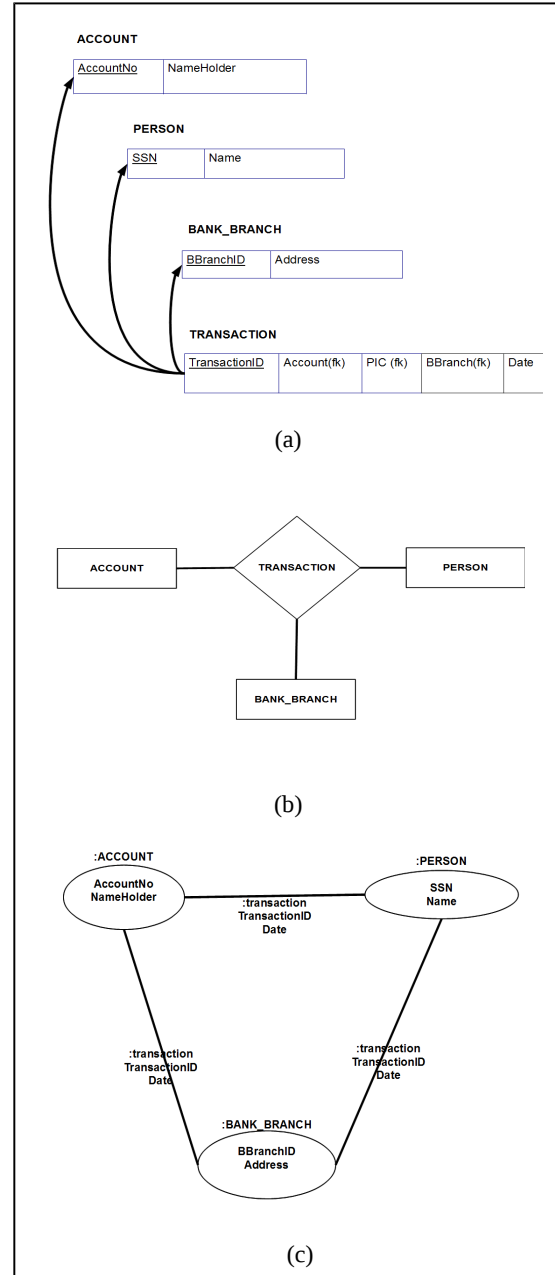 ACCOUNT
AccountNo NameHolder
PERSON
SSN Name
BANK_BRANCH
BBranchID Address
TRANSACTION
TransactionID Account(fk) PIC (fk) BBranch(fk) Date
(a)
ACCOUNT TRANSACTION PERSON
BANK_BRANCH
(b)
:ACCOUNT
AccountNo
NameHolder
:PERSON
SSN
Name
:transaction
TransactionID
Date
:transaction
TransactionID
Date
:transaction
TransactionID
Date
:BANK_BRANCH
BBranchID
Address
(c)